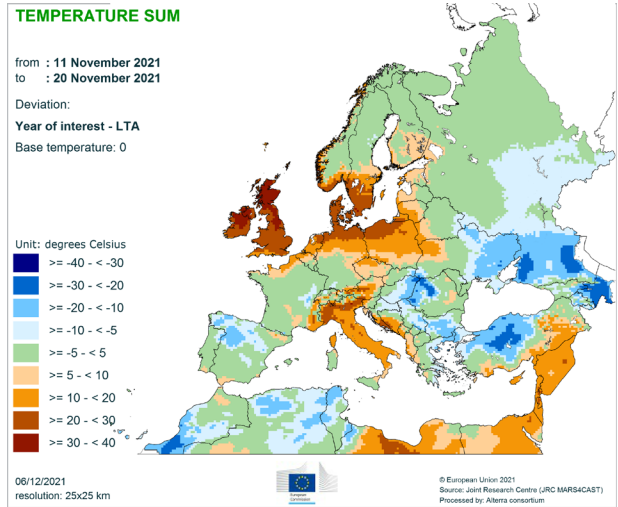 TEMPERATURE SUM
from : 11 November 2021
to : 20 November 2021
Deviation:
Year of interest - LTA
Base temperature: 0
Unit: degrees Celsius
>= -40 - < -30
>= -30 - < -20
>= -20 - < -10
>= -10 - < -5
>= -5 - < 5
>= 5 - < 10
>= 10 - < 20
>= 20 - < 30
>= 30 - < 40
06/12/2021
resolution: 25x25 km
European
Commission
© European Union 2021
Source: Joint Research Centre (JRC MARS4CAST)
Processed by: Alterra consortium